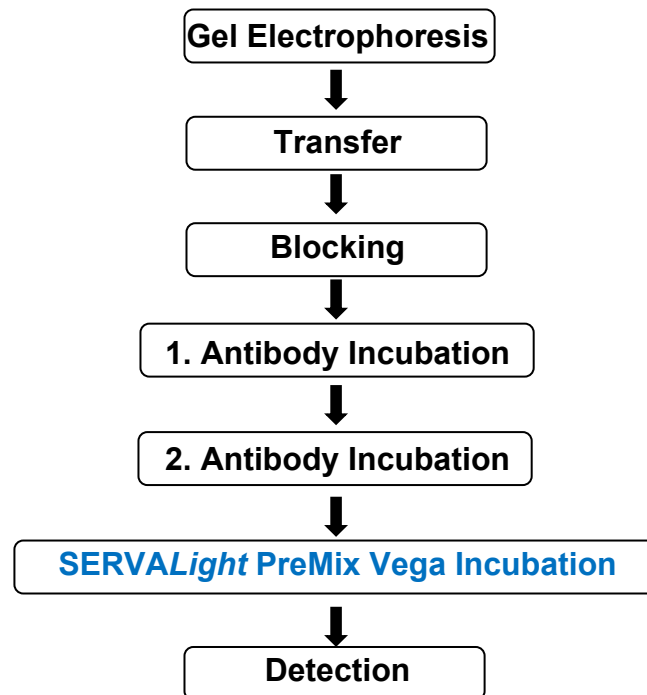 Gel Electrophoresis
Transfer
Blocking
1. Antibody Incubation
2. Antibody Incubation
SERVALight PreMix Vega Incubation
Detection